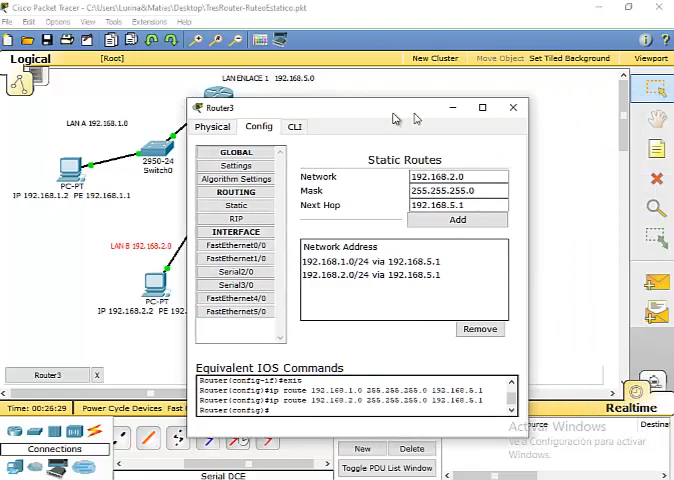 Cisco Packet Tracer - C:\Users\Lunna&Matias\Desktop\TresRouter-RuteoEstatico.pkt
File Edit Options View Tools Extensions Help
Logical [Root] New Cluster Move Object Set Tiled Background Viewport
LAN ENLACE 1 192.168.5.0
LAN A 192.168.1.0
2950-24
Switch0
PC-PT
IP 192.168.1.2 PE 192.168.1.1
LAN B 192.168.2.0
PC-PT
IP 192.168.2.2 PE 192.168.
Router3
Physical Config CLI
GLOBAL
Settings
Algorithm Settings
ROUTING
Static
RIP
INTERFACE
FastEthernet0/0
FastEthernet1/0
Serial2/0
Serial3/0
FastEthernet4/0
FastEthernet5/0
Static Routes
Network 192.168.2.0
Mask 255.255.255.0
Next Hop 192.168.5.1
Add
Network Address
192.168.1.0/24 via 192.168.5.1
192.168.2.0/24 via 192.168.5.1
Remove
Equivalent IOS Commands
Router(config-if)#exit
Router(config)#ip route 192.168.1.0 255.255.255.0 192.168.5.1
Router(config)#ip route 192.168.2.0 255.255.255.0 192.168.5.1
Router(config)#
Router3 X
Time: 00:26:29 Power Cycle Devices Fast Realtime
Connections
Serial DCE
New Delete
Toggle PDU List Window
Destina
Activar Windows
Ve a Configuración para activar
Windows.